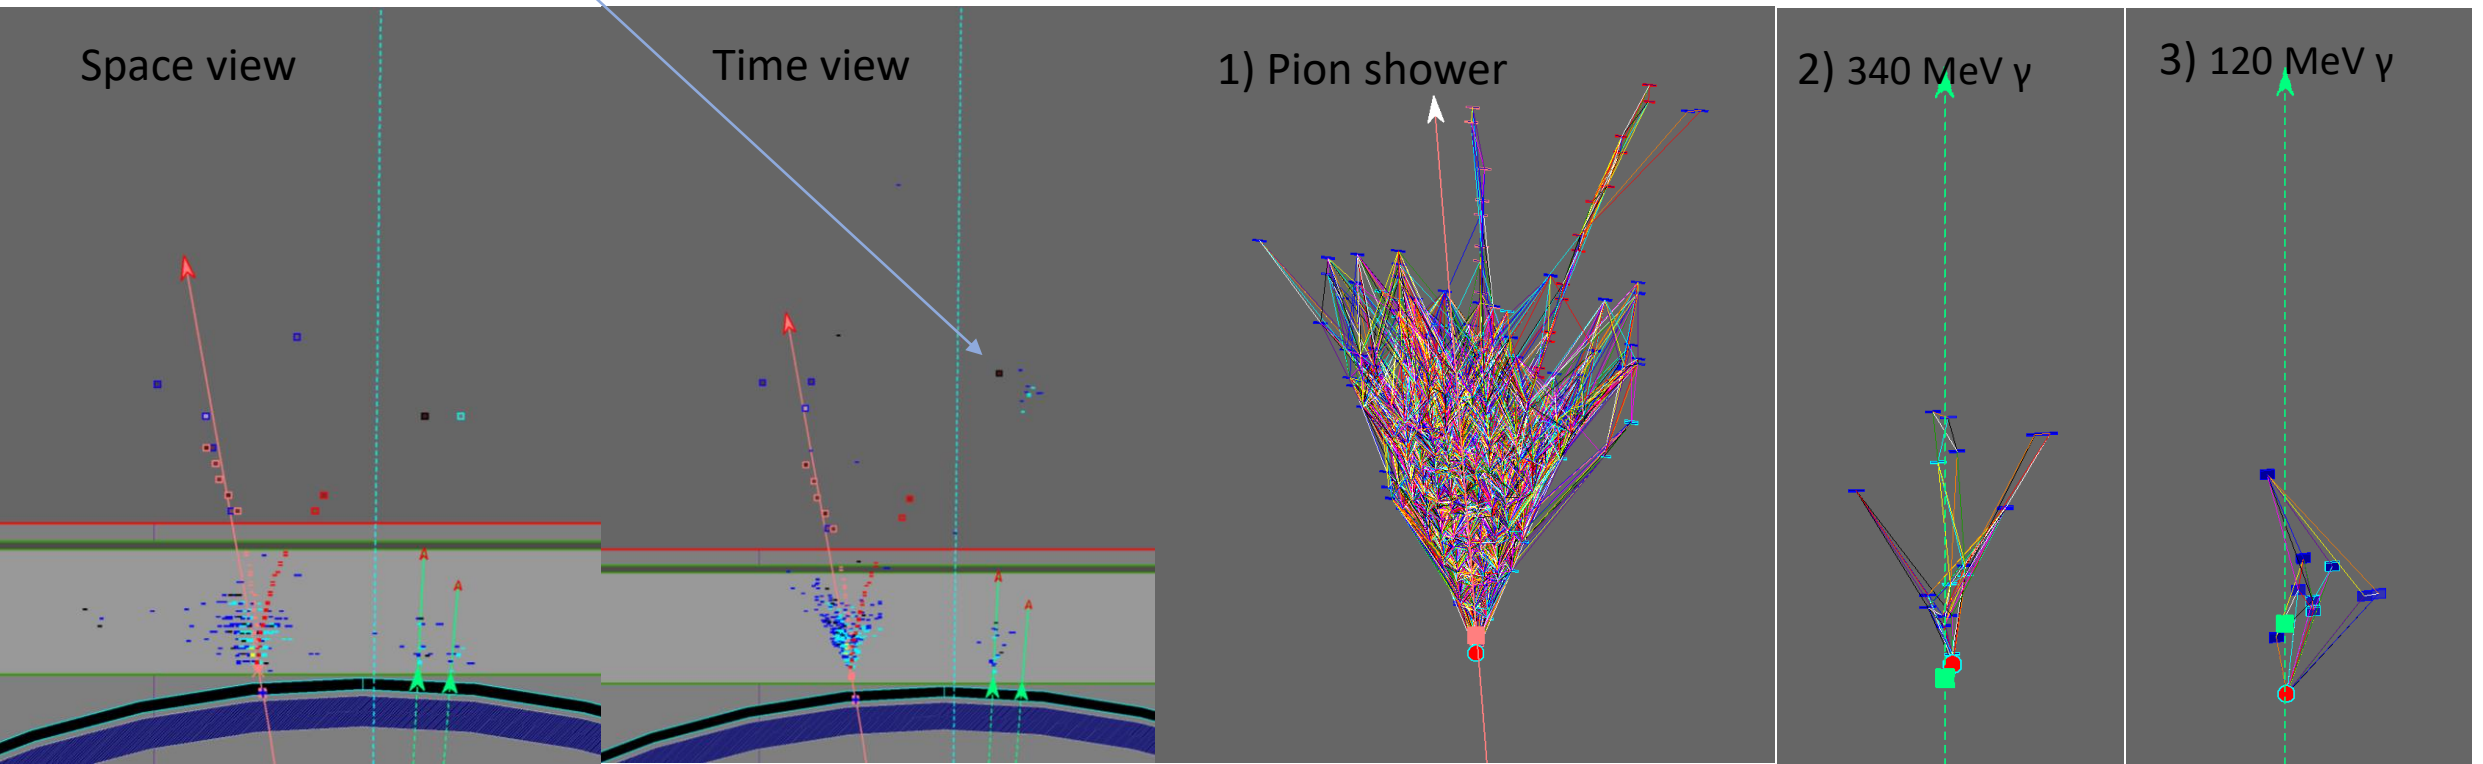 Space view
Time view
1) Pion shower
2) 340 MeV γ
3) 120 MeV γ